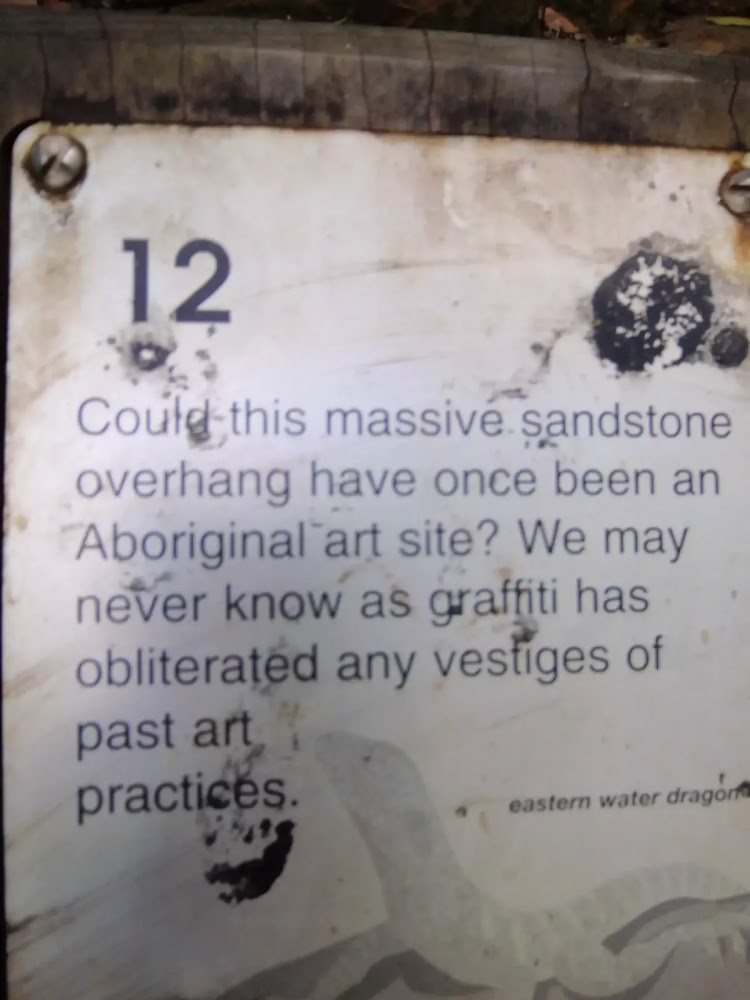 12
Could this massive sandstone
overhang have once been an
Aboriginal art site? We may
never know as graffiti has
obliterated any vestiges of
past art
practices.
eastern water dragon